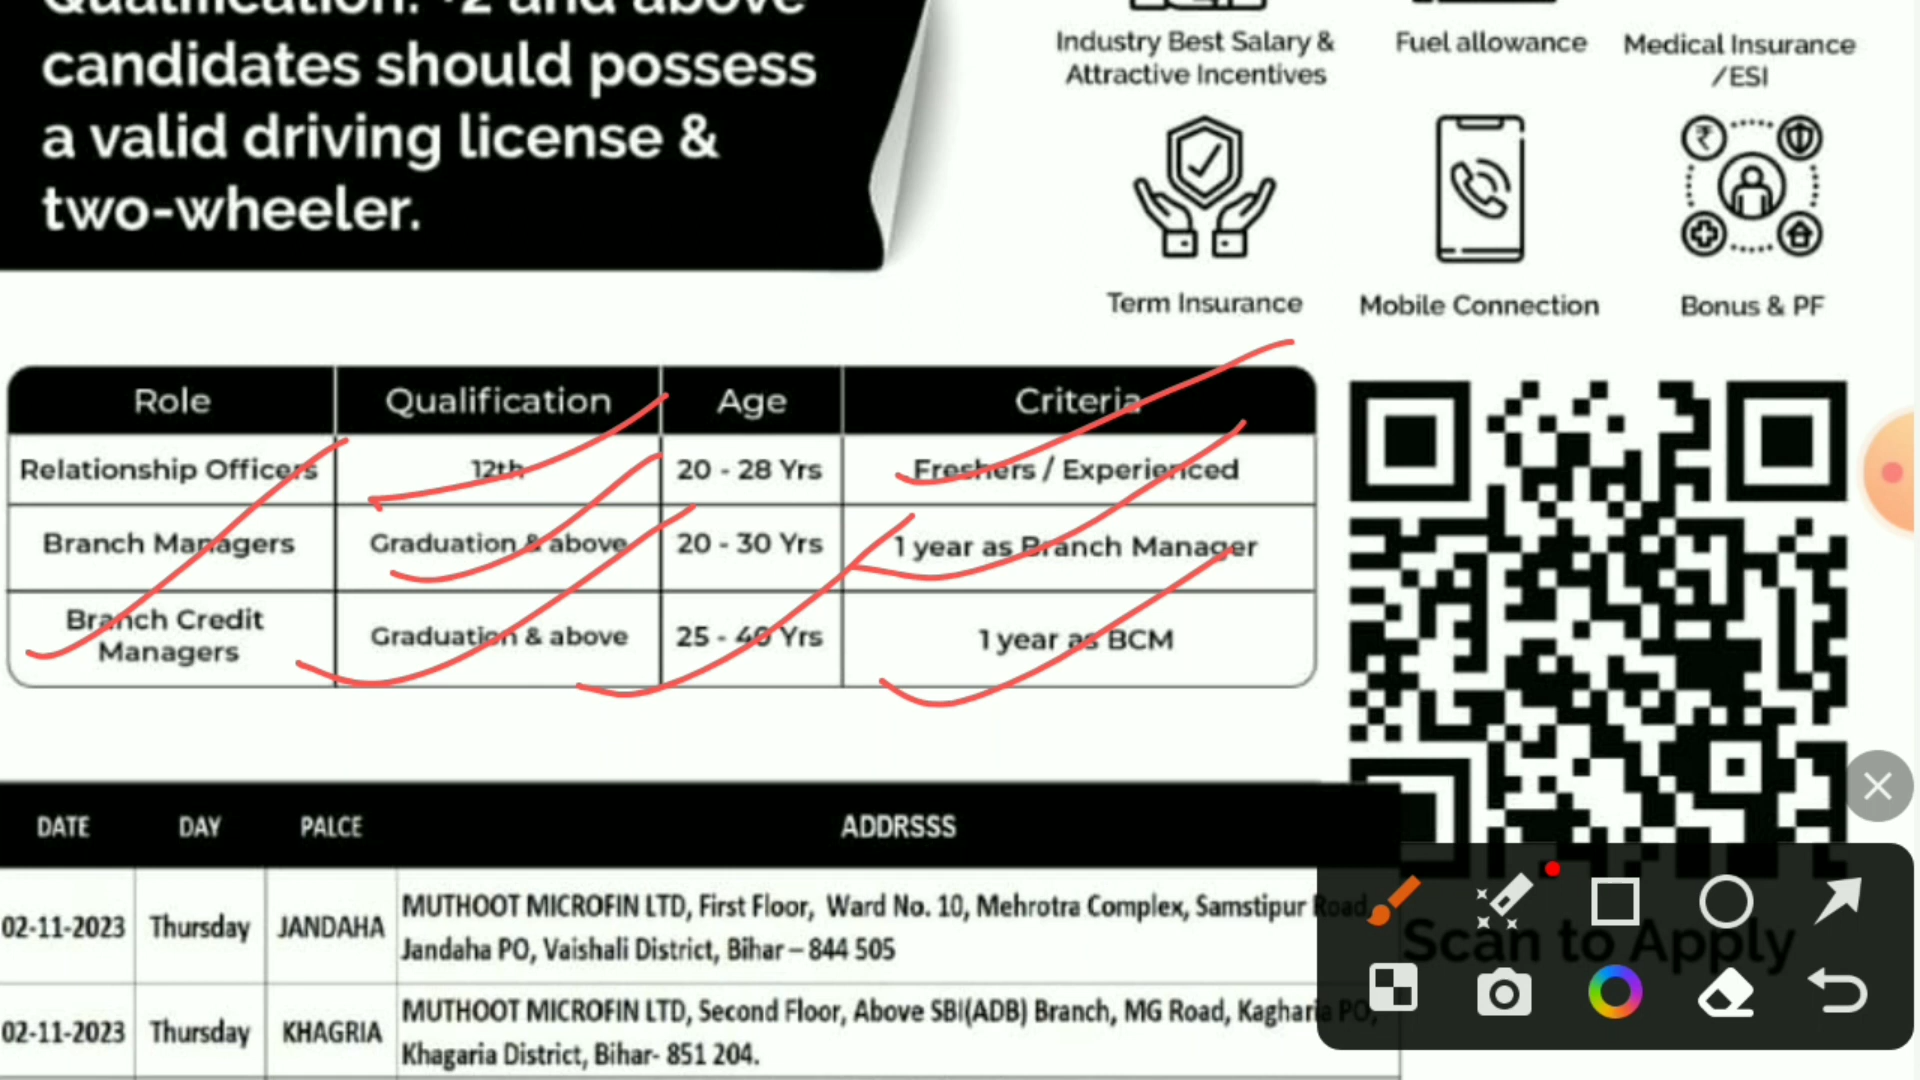 Qualification: +2 and above
candidates should possess
a valid driving license &
two-wheeler.
Industry Best Salary &
Attractive Incentives
Fuel allowance
Medical Insurance
/ESI
Term Insurance
Mobile Connection
Bonus & PF
Role Qualification Age Criteria
Relationship Officers 12th 20 - 28 Yrs Freshers / Experienced
Branch Managers Graduation & above 20 - 30 Yrs 1 year as Branch Manager
Branch Credit
Managers
Graduation & above 25 - 40 Yrs 1 year as BCM
Scan to Apply
DATE DAY PALCE ADDRSSS
02-11-2023 Thursday JANDAHA
MUTHOOT MICROFIN LTD, First Floor, Ward No. 10, Mehrotra Complex, Samstipur Road,
Jandaha PO, Vaishali District, Bihar – 844 505
02-11-2023 Thursday KHAGRIA
MUTHOOT MICROFIN LTD, Second Floor, Above SBI(ADB) Branch, MG Road, Kagharia PO,
Khagaria District, Bihar- 851 204.